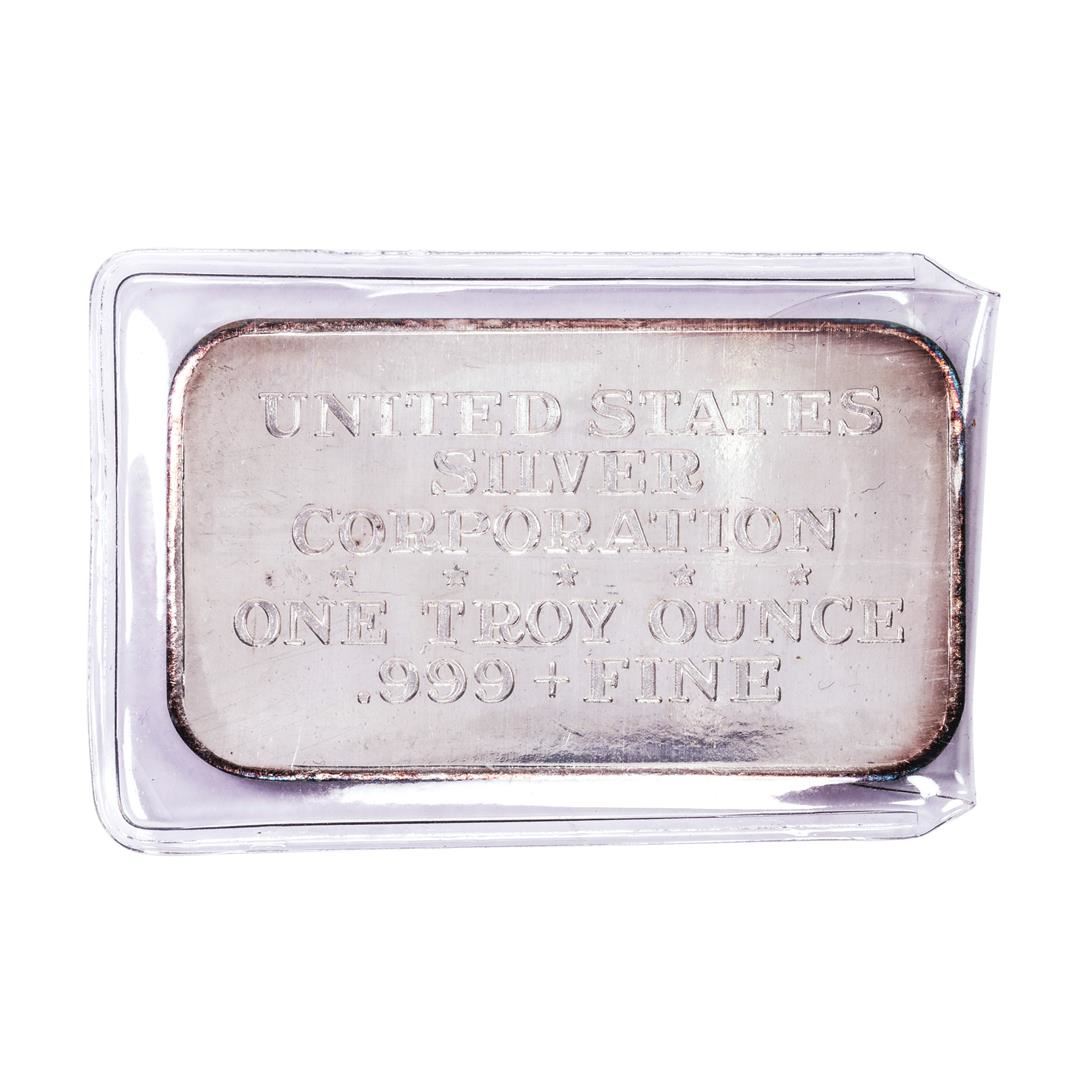 UNITED STATES
SILVER
CORPORATION
ONE TROY OUNCE
.999+FINE